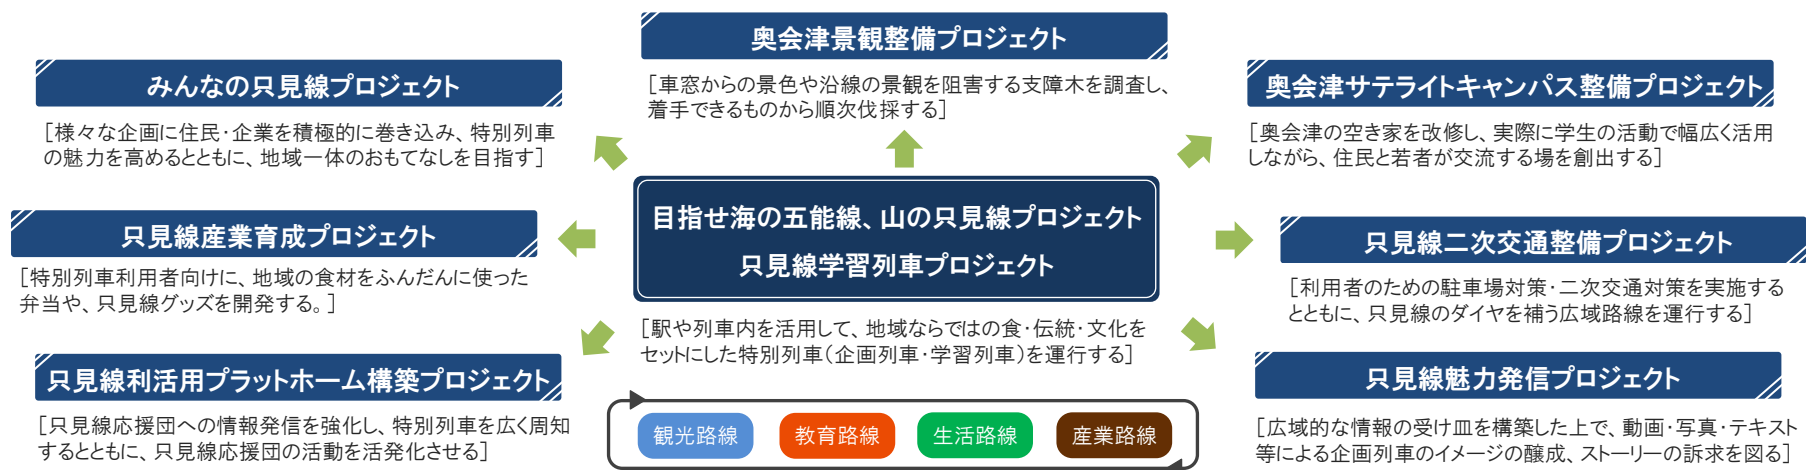 奥会津景観整備プロジェクト
[車窓からの景色や沿線の景観を阻害する支障木を調査し、
着手できるものから順次伐採する]
みんなの只見線プロジェクト
[様々な企画に住民・企業を積極的に巻き込み、特別列車
の魅力を高めるとともに、地域一体のおもてなしを目指す]
奥会津サテライトキャンパス整備プロジェクト
[奥会津の空き家を改修し、実際に学生の活動で幅広く活用
しながら、住民と若者が交流する場を創出する]
目指せ海の五能線、山の只見線プロジェクト
只見線学習列車プロジェクト
[駅や列車内を活用して、地域ならではの食・伝統・文化を
セットにした特別列車（企画列車・学習列車）を運行する]
只見線産業育成プロジェクト
[特別列車利用者向けに、地域の食材をふんだんに使った
弁当や、只見線グッズを開発する。]
只見線二次交通整備プロジェクト
[利用者のための駐車場対策・二次交通対策を実施する
とともに、只見線のダイヤを補う広域路線を運行する]
只見線利活用プラットホーム構築プロジェクト
[只見線応援団への情報発信を強化し、特別列車を広く周知
するとともに、只見線応援団の活動を活発化させる]
只見線魅力発信プロジェクト
[広域的な情報の受け皿を構築した上で、動画・写真・テキスト
等による企画列車のイメージの醸成、ストーリーの訴求を図る]
観光路線
教育路線
生活路線
産業路線